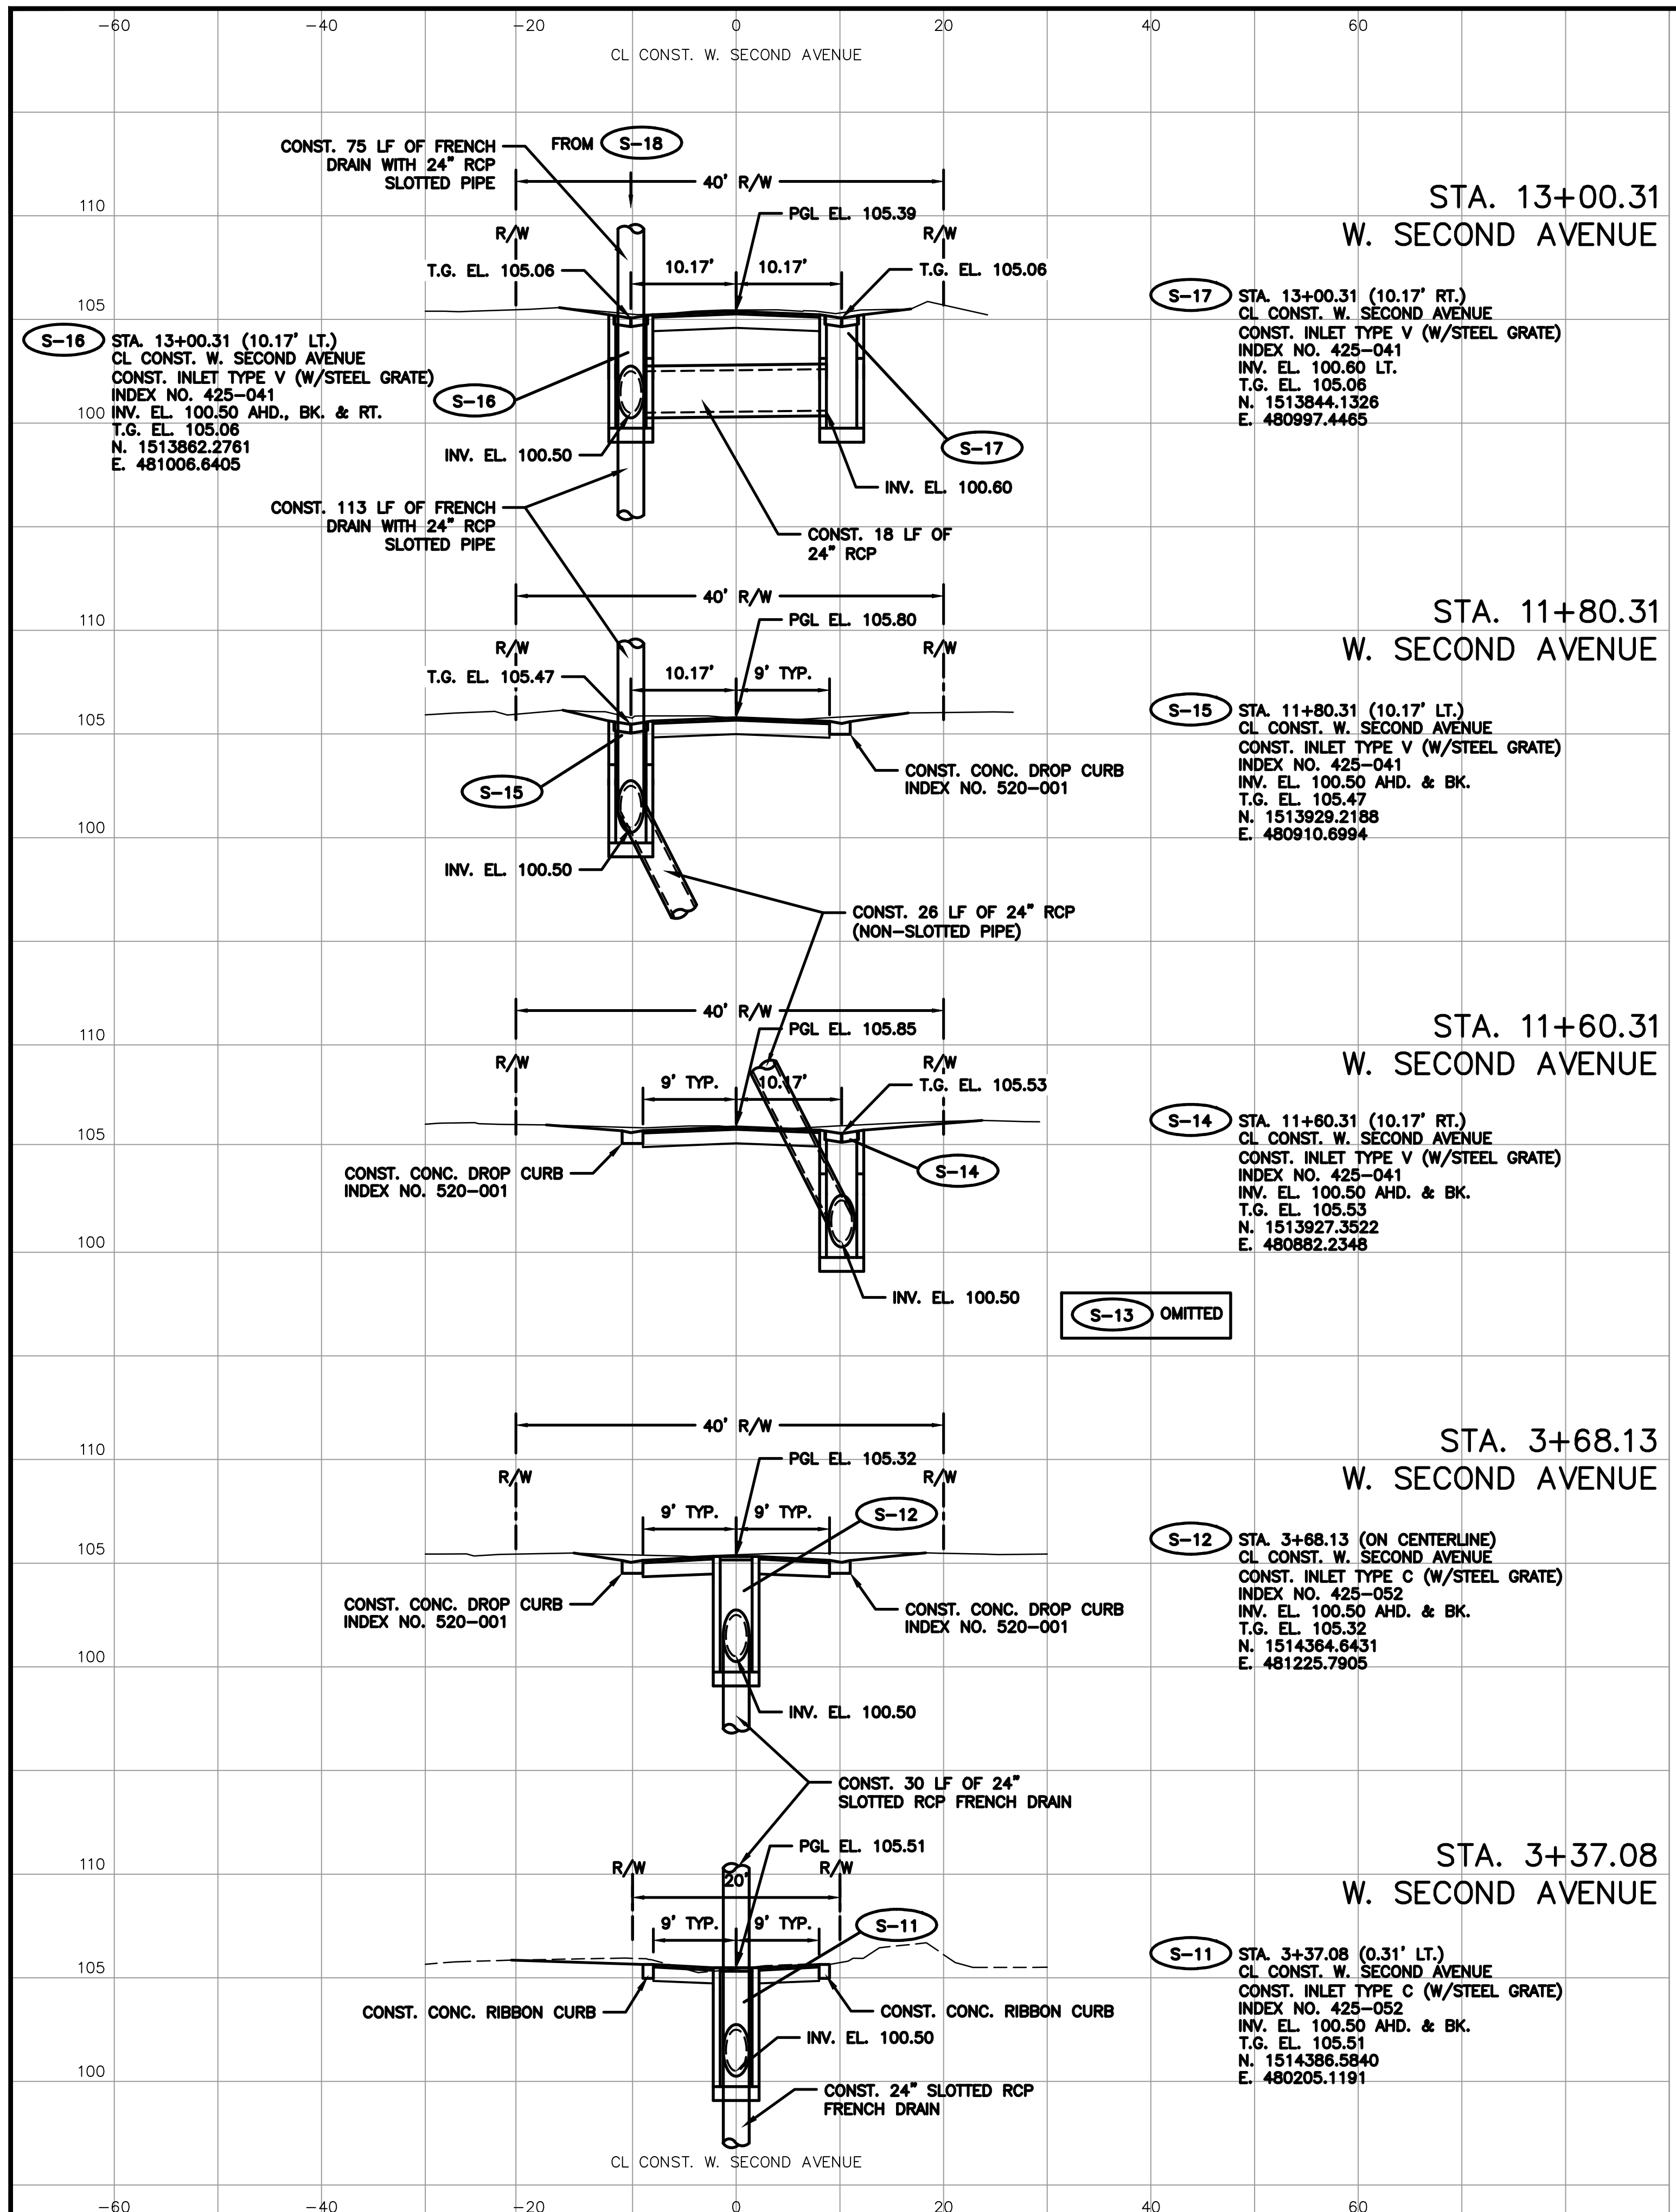 -60 -40 -20 0 20 40 60
CL CONST. W. SECOND AVENUE
STA. 13+00.31
W. SECOND AVENUE
CONST. 75 LF OF FRENCH
DRAIN WITH 24" RCP
SLOTTED PIPE
FROM S-18
40' R/W
PGL EL. 105.39
R/W
R/W
T.G. EL. 105.06
10.17'
10.17'
T.G. EL. 105.06
110
105
100
S-16
STA. 13+00.31 (10.17' LT.)
CL CONST. W. SECOND AVENUE
CONST. INLET TYPE V (W/STEEL GRATE)
INDEX NO. 425-041
INV. EL. 100.50 AHD., BK. & RT.
T.G. EL. 105.06
N. 1513862.2761
E. 481006.6405
S-16
INV. EL. 100.50
S-17
INV. EL. 100.60
CONST. 18 LF OF
24" RCP
S-17
STA. 13+00.31 (10.17' RT.)
CL CONST. W. SECOND AVENUE
CONST. INLET TYPE V (W/STEEL GRATE)
INDEX NO. 425-041
INV. EL. 100.60 LT.
T.G. EL. 105.06
N. 1513844.1326
E. 480997.4465
CONST. 113 LF OF FRENCH
DRAIN WITH 24" RCP
SLOTTED PIPE
STA. 11+80.31
W. SECOND AVENUE
40' R/W
PGL EL. 105.80
R/W
R/W
T.G. EL. 105.47
10.17'
9' TYP.
110
105
100
S-15
INV. EL. 100.50
CONST. CONC. DROP CURB
INDEX NO. 520-001
S-15
STA. 11+80.31 (10.17' LT.)
CL CONST. W. SECOND AVENUE
CONST. INLET TYPE V (W/STEEL GRATE)
INDEX NO. 425-041
INV. EL. 100.50 AHD. & BK.
T.G. EL. 105.47
N. 1513929.2188
E. 480910.6994
CONST. 26 LF OF 24" RCP
(NON-SLOTTED PIPE)
STA. 11+60.31
W. SECOND AVENUE
40' R/W
PGL EL. 105.85
R/W
R/W
9' TYP.
10.17'
T.G. EL. 105.53
110
105
100
CONST. CONC. DROP CURB
INDEX NO. 520-001
S-14
INV. EL. 100.50
S-14
STA. 11+60.31 (10.17' RT.)
CL CONST. W. SECOND AVENUE
CONST. INLET TYPE V (W/STEEL GRATE)
INDEX NO. 425-041
INV. EL. 100.50 AHD. & BK.
T.G. EL. 105.53
N. 1513927.3522
E. 480882.2348
S-13 OMITTED
STA. 3+68.13
W. SECOND AVENUE
40' R/W
PGL EL. 105.32
R/W
R/W
9' TYP.
9' TYP.
S-12
110
105
100
CONST. CONC. DROP CURB
INDEX NO. 520-001
CONST. CONC. DROP CURB
INDEX NO. 520-001
INV. EL. 100.50
S-12
STA. 3+68.13 (ON CENTERLINE)
CL CONST. W. SECOND AVENUE
CONST. INLET TYPE C (W/STEEL GRATE)
INDEX NO. 425-052
INV. EL. 100.50 AHD. & BK.
T.G. EL. 105.32
N. 1514364.6431
E. 481225.7905
CONST. 30 LF OF 24"
SLOTTED RCP FRENCH DRAIN
STA. 3+37.08
W. SECOND AVENUE
PGL EL. 105.51
R/W
R/W
20'
9' TYP.
9' TYP.
S-11
110
105
100
CONST. CONC. RIBBON CURB
CONST. CONC. RIBBON CURB
INV. EL. 100.50
CONST. 24" SLOTTED RCP
FRENCH DRAIN
S-11
STA. 3+37.08 (0.31' LT.)
CL CONST. W. SECOND AVENUE
CONST. INLET TYPE C (W/STEEL GRATE)
INDEX NO. 425-052
INV. EL. 100.50 AHD. & BK.
T.G. EL. 105.51
N. 1514386.5840
E. 480205.1191
CL CONST. W. SECOND AVENUE
-60 -40 -20 0 20 40 60